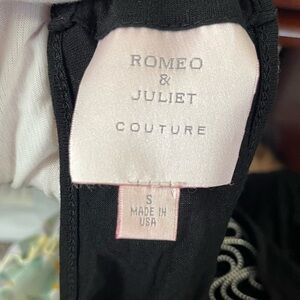 ROMEO
&
JULIET
COUTURE
S
MADE IN
USA